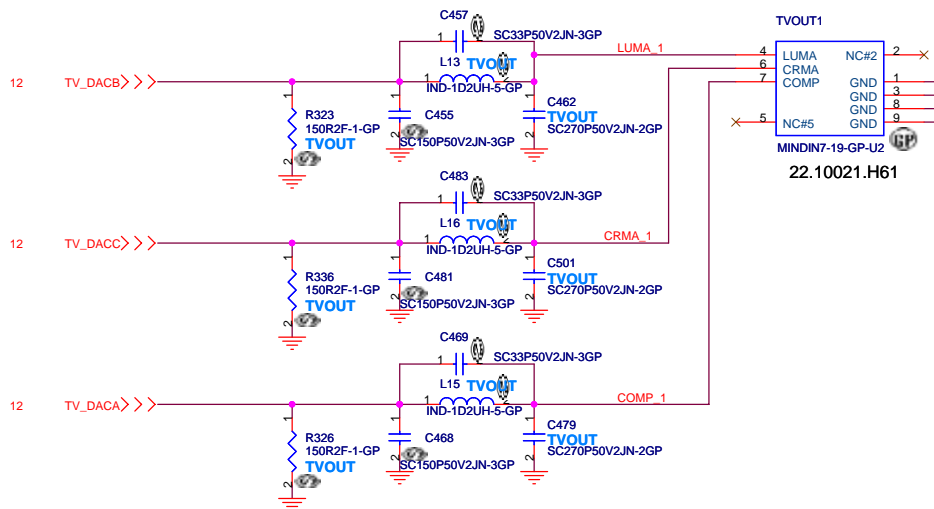 C457
SC33P50V2JN-3GP
1
2
L13
TVOUT
1
2
IND-1D2UH-5-GP
LUMA_1
12
TV_DACB
1
R323
150R2F-1-GP
TVOUT
2
1
C455
2
SC150P50V2JN-3GP
1
C462
TVOUT
2
SC270P50V2JN-2GP
TVOUT1
4
LUMA
6
CRMA
7
COMP
5
NC#5
NC#2
2
GND
1
GND
3
GND
8
GND
9
GP
MINDIN7-19-GP-U2
22.10021.H61
C483
SC33P50V2JN-3GP
1
2
L16
TVOUT
1
2
IND-1D2UH-5-GP
CRMA_1
12
TV_DACC
1
R336
150R2F-1-GP
TVOUT
2
1
C481
2
SC150P50V2JN-3GP
1
C501
TVOUT
2
SC270P50V2JN-2GP
C469
SC33P50V2JN-3GP
1
2
L15
TVOUT
1
2
IND-1D2UH-5-GP
COMP_1
12
TV_DACA
1
R326
150R2F-1-GP
TVOUT
2
1
C468
2
SC150P50V2JN-3GP
1
C479
TVOUT
2
SC270P50V2JN-2GP